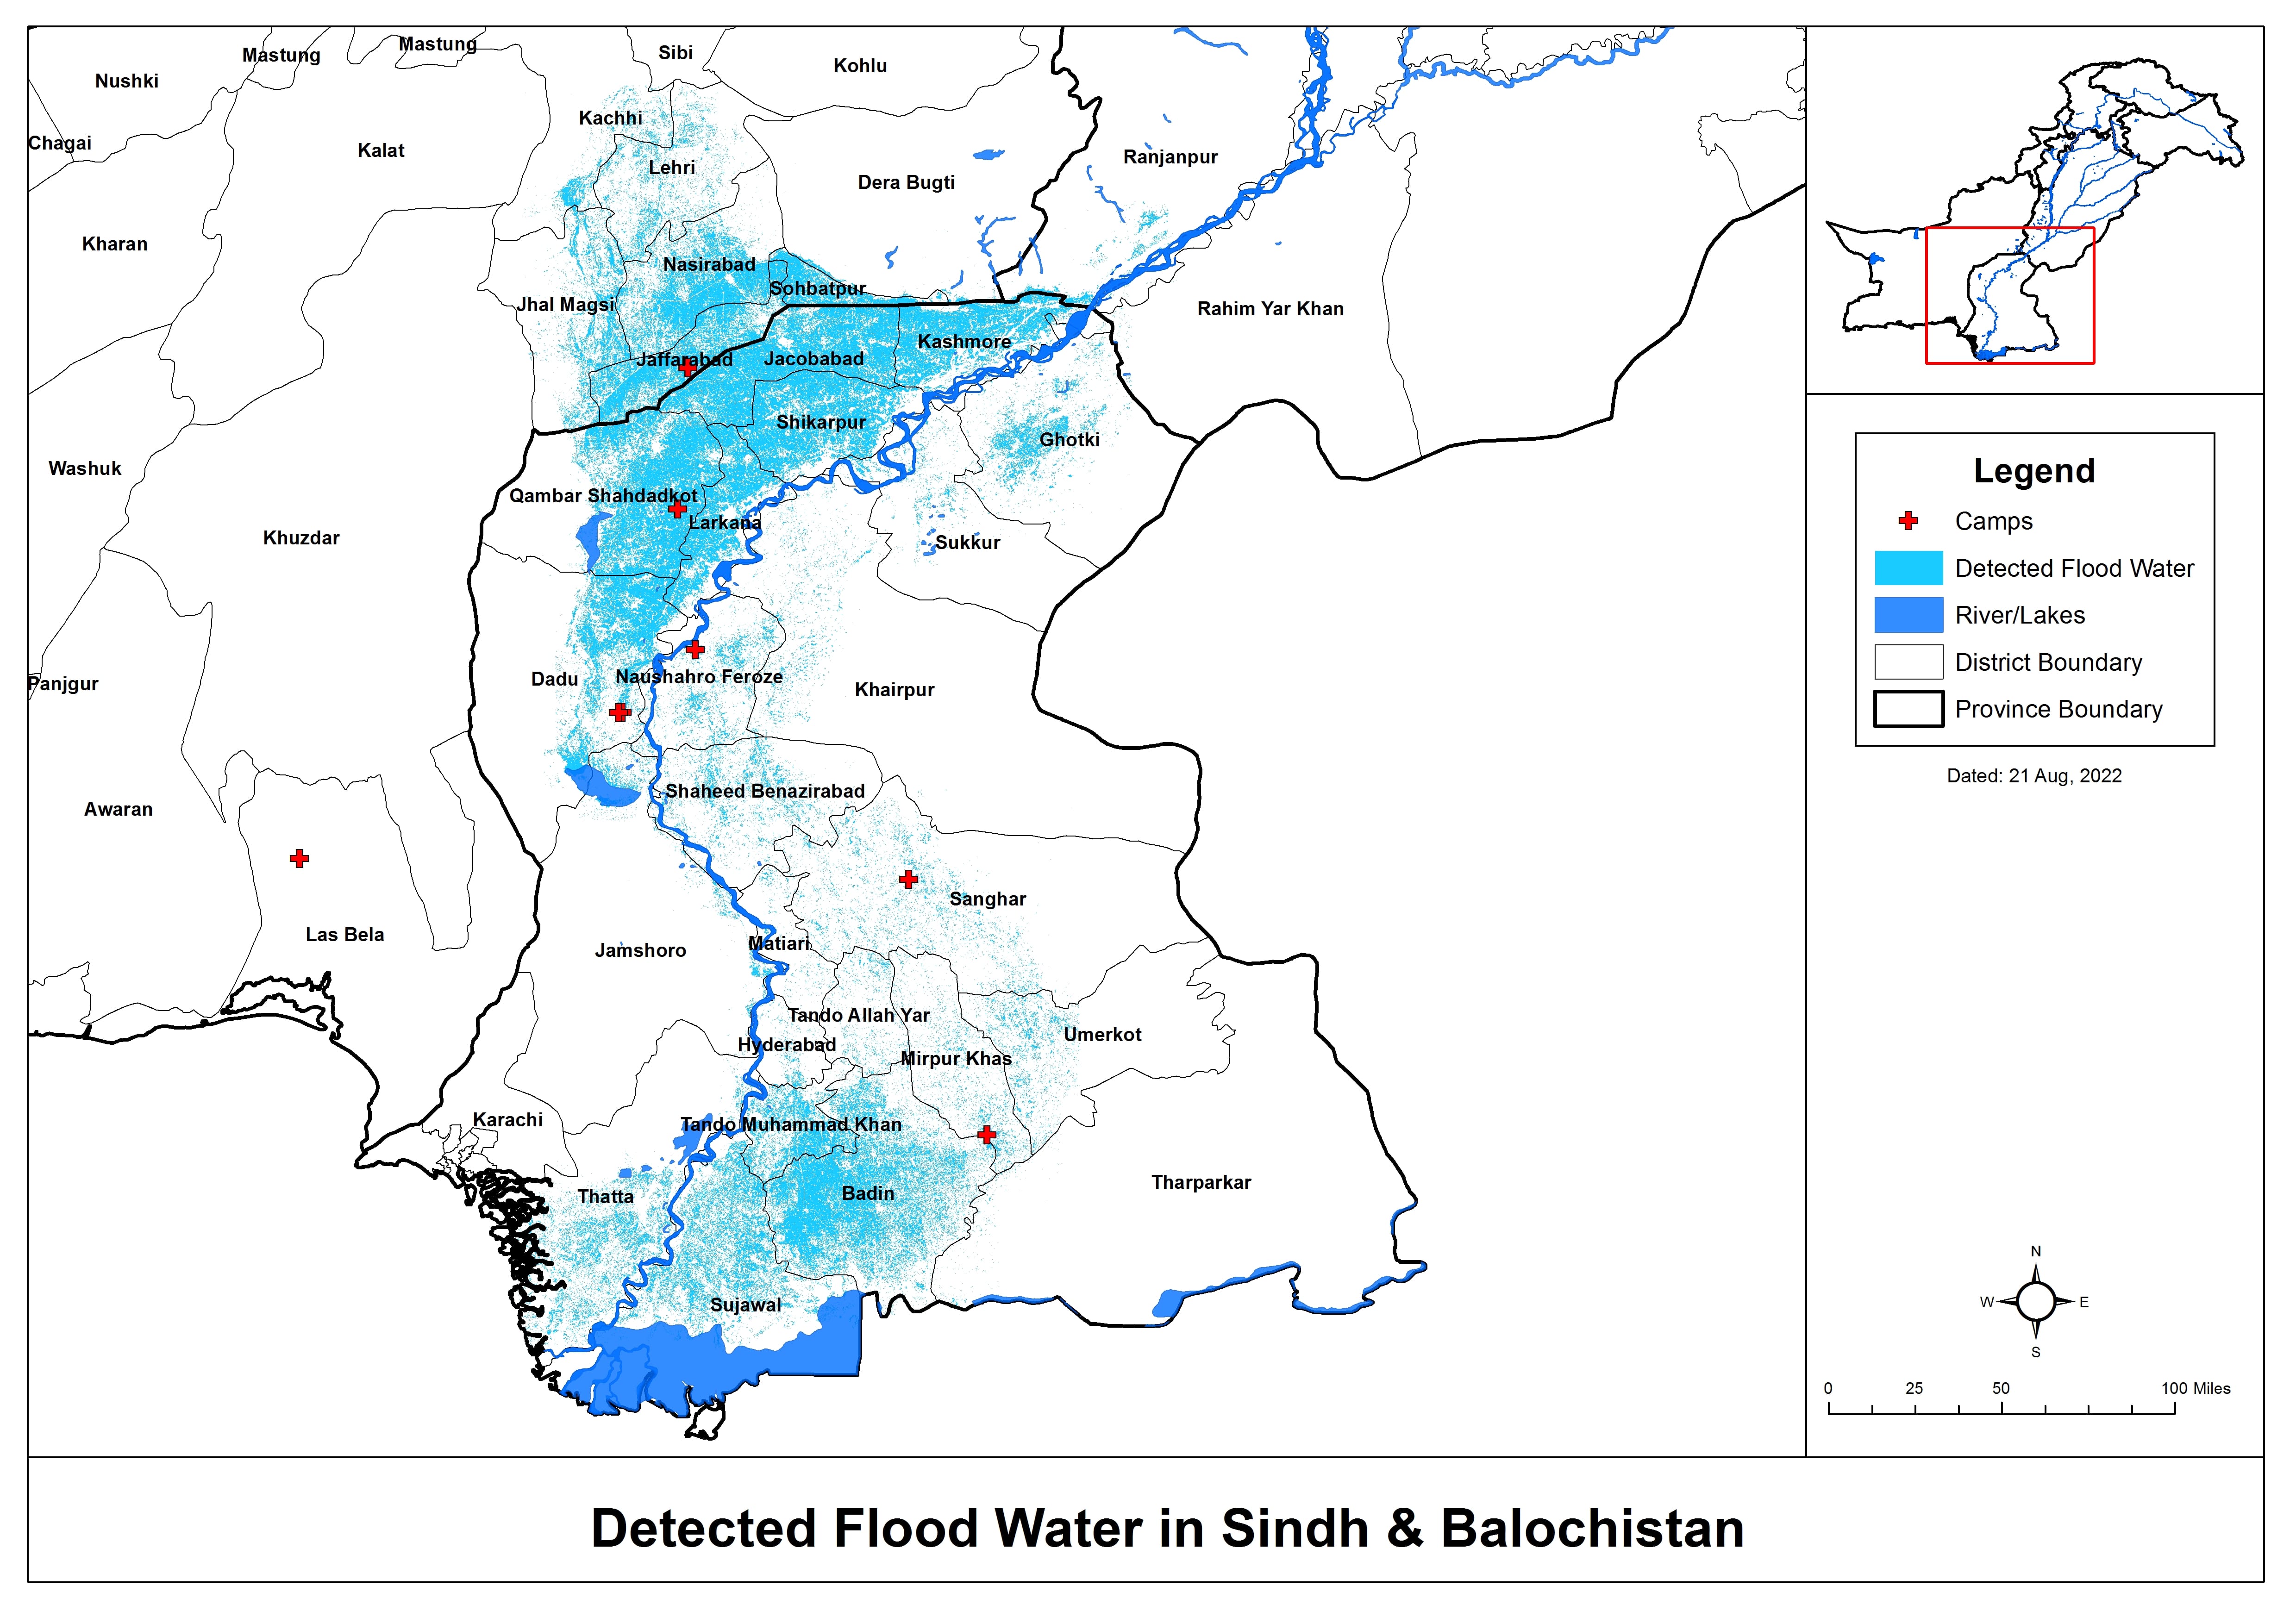 Mastung
Mastung
Sibi
Kohlu
Nushki
Kachhi
Chagai
Kalat
Ranjanpur
Lehri
Dera Bugti
Kharan
Nasirabad
Sohbatpur
Jhal Magsi
Rahim Yar Khan
Kashmore
Jaffarabad
Jacobabad
Shikarpur
Ghotki
Washuk
Qambar Shahdadkot
Larkana
Khuzdar
Sukkur
Panjgur
Dadu
Naushahro Feroze
Khairpur
Shaheed Benazirabad
Awaran
Sanghar
Las Bela
Matiari
Jamshoro
Tando Allah Yar
Umerkot
Hyderabad
Mirpur Khas
Karachi
Tando Muhammad Khan
Tharparkar
Badin
Thatta
Sujawal
Legend
Camps
Detected Flood Water
River/Lakes
District Boundary
Province Boundary
Dated: 21 Aug, 2022
N
W E
S
0 25 50 100 Miles
Detected Flood Water in Sindh & Balochistan